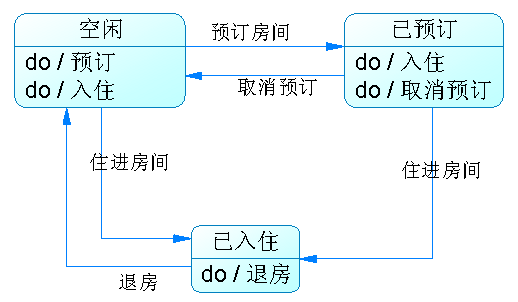 空闲
do / 预订
do / 入住
预订房间
取消预订
已预订
do / 入住
do / 取消预订
住进房间
住进房间
已入住
do / 退房
退房